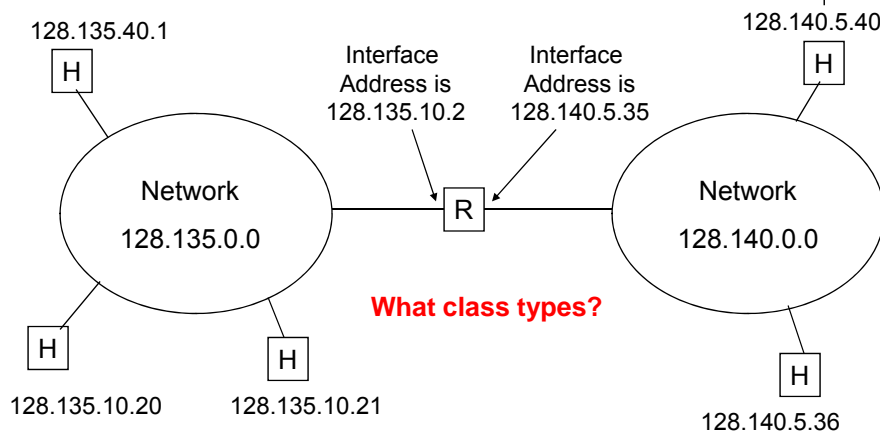 128.135.40.1
H
Interface
Address is
128.135.10.2
Interface
Address is
128.140.5.35
128.140.5.40
H
Network
128.135.0.0
R
Network
128.140.0.0
What class types?
H
128.135.10.20
H
128.135.10.21
H
128.140.5.36